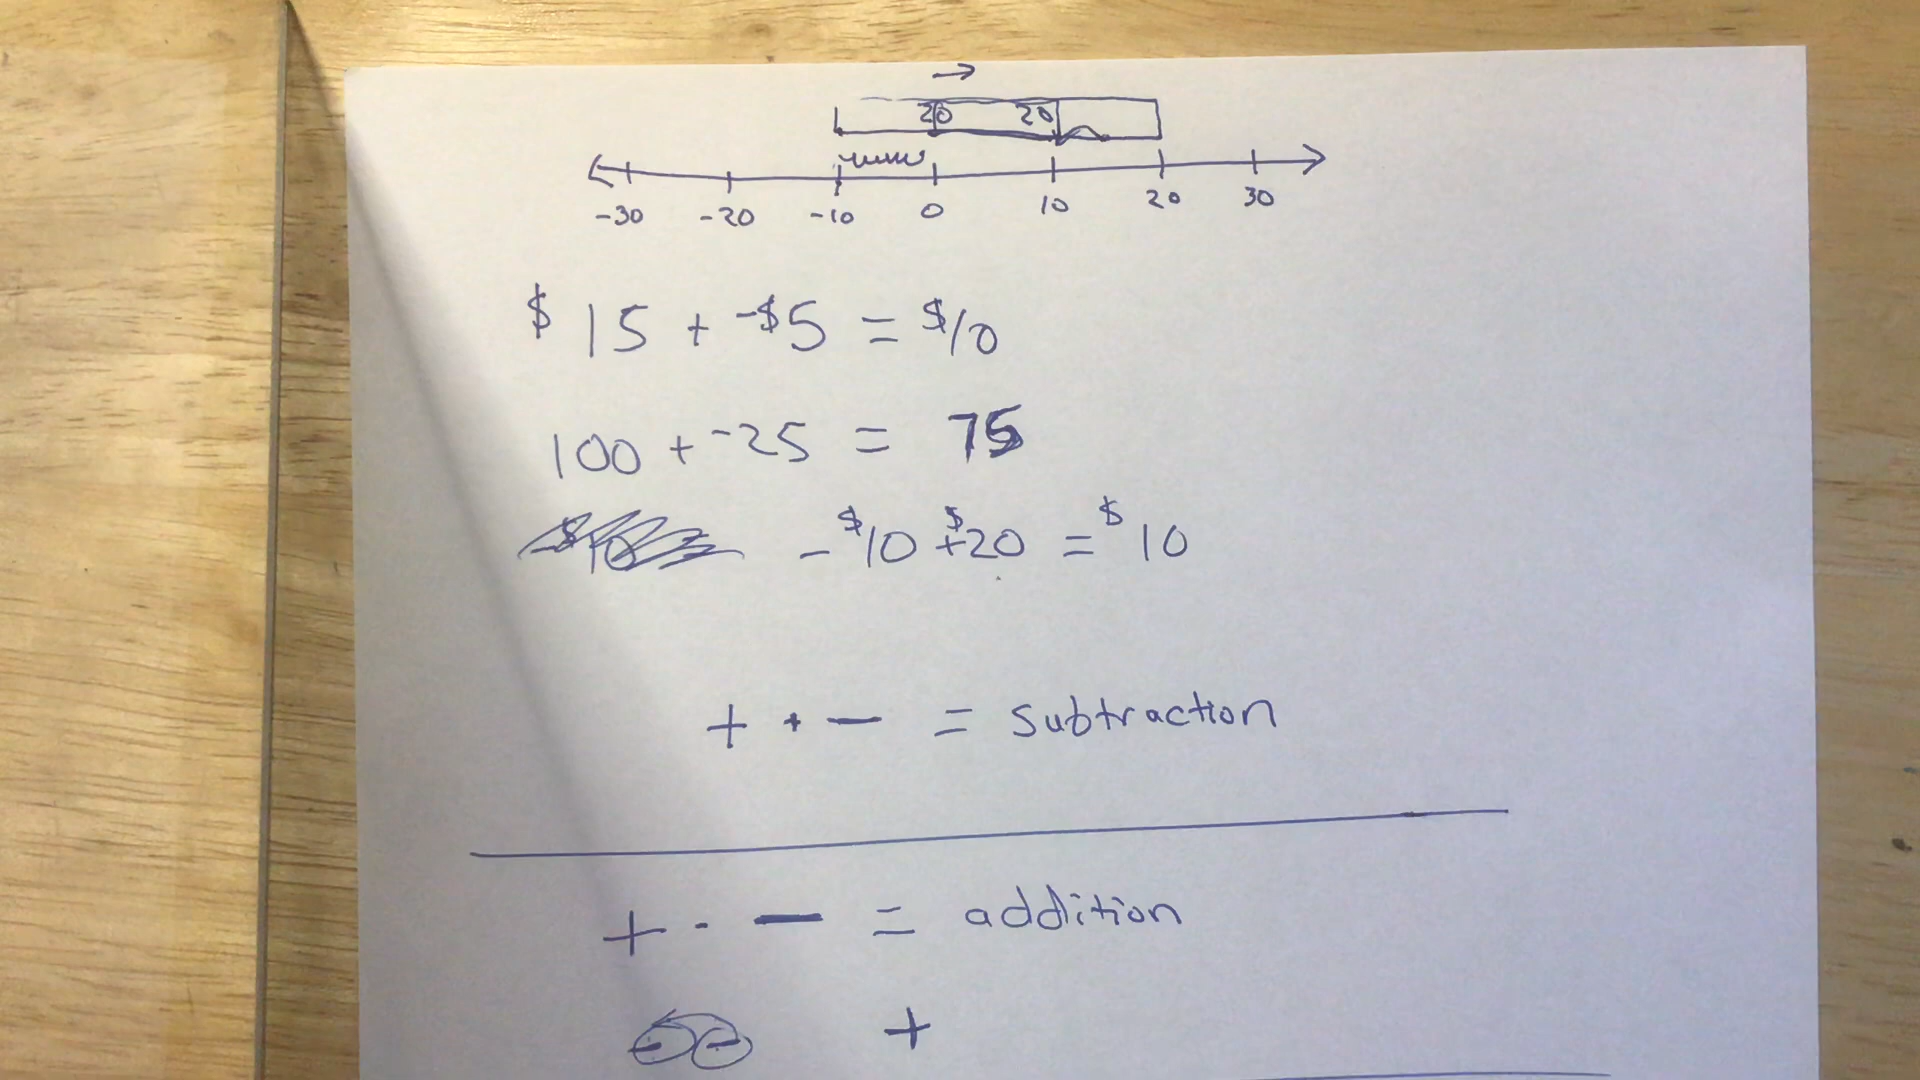 →
20 20
-30 -20 -10 0 10 20 30
$ 15 + -$5 = $10
100 + -25 = 75
-$10 + $20 = $10
+ + — = subtraction
+ - — = addition
- - +